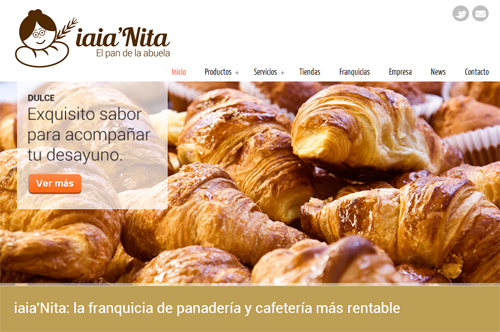 iaia'Nita
El pan de la abuela
Inicio Productos + Servicios + Tiendas Franquicias Empresa News Contacto
DULCE
Exquisito sabor
para acompañar
tu desayuno.
Ver más
iaia'Nita: la franquicia de panadería y cafetería más rentable